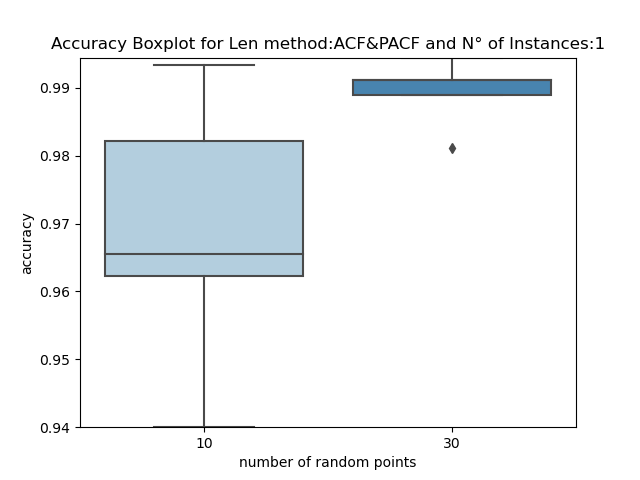 Accuracy Boxplot for Len method:ACF&PACF and N° of Instances:1
0.99
0.98
0.97
0.96
0.95
0.94
accuracy
10 30
number of random points